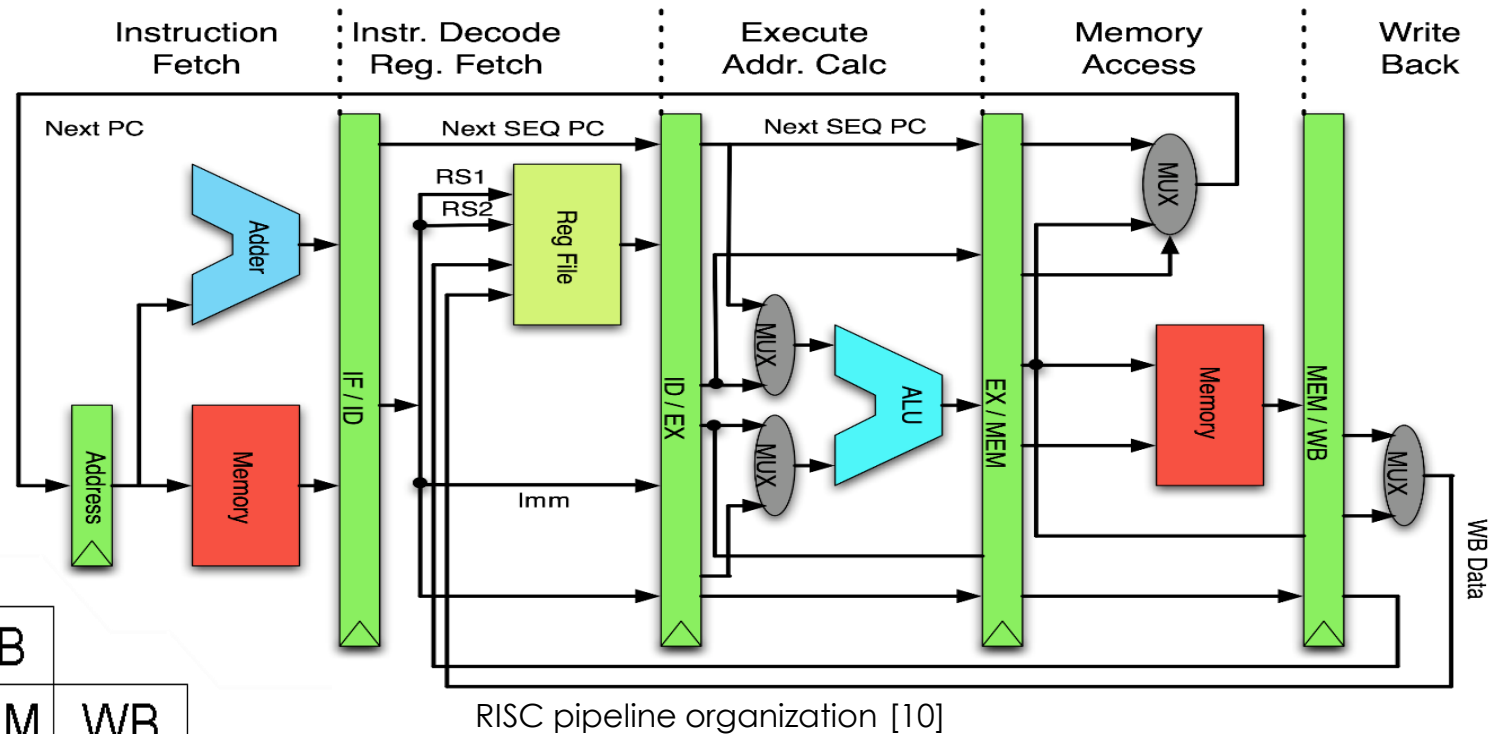 Instruction
Fetch
Instr. Decode
Reg. Fetch
Execute
Addr. Calc
Memory
Access
Write
Back
Next PC
Next SEQ PC
Next SEQ PC
RS1
RS2
Adder
Reg File
MUX
MUX
MUX
ALU
IF / ID
ID / EX
EX / MEM
MEM / WB
Address
Memory
Memory
MUX
Imm
WB Data
B
M
WB
RISC pipeline organization [10]